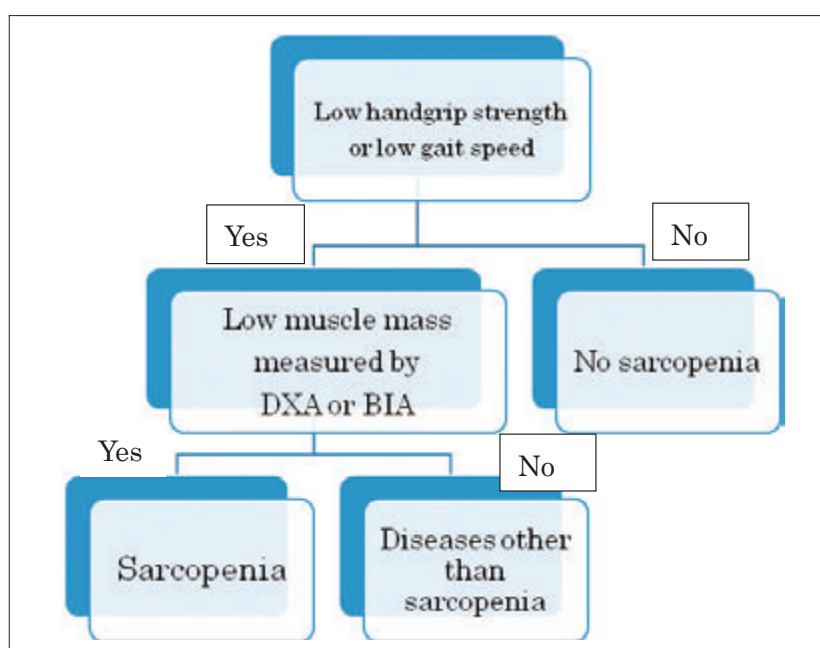 Low handgrip strength
or low gait speed
Yes
No
Low muscle mass
measured by
DXA or BIA
No sarcopenia
Yes
No
Sarcopenia
Diseases other
than
sarcopenia